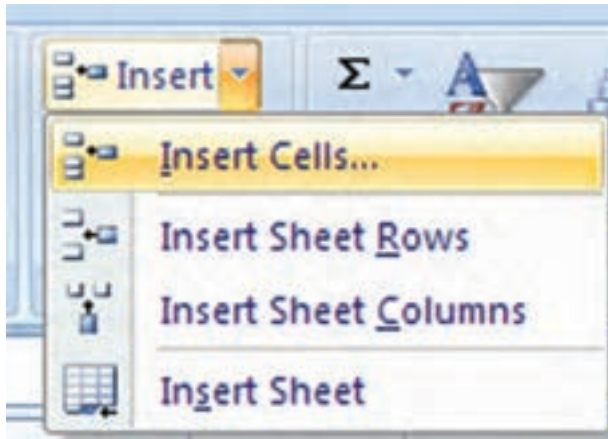 Insert
Σ
Insert Cells...
Insert Sheet Rows
Insert Sheet Columns
Insert Sheet